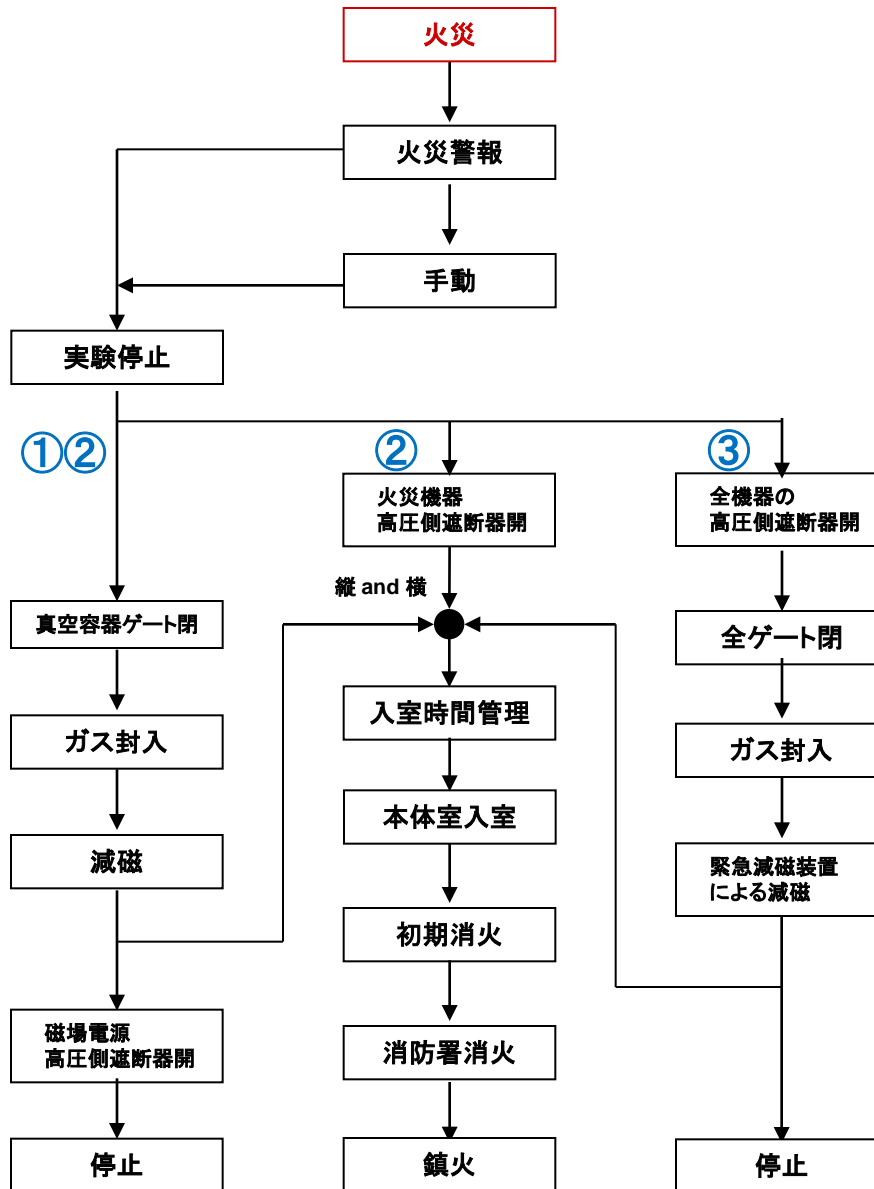 火災
火災警報
手動
実験停止
①②
②
③
火災機器
高圧側遮断器開
全機器の
高圧側遮断器開
縦 and 横
真空容器ゲート閉
全ゲート閉
入室時間管理
ガス封入
ガス封入
本体室入室
減磁
緊急減磁装置
による減磁
初期消火
磁場電源
高圧側遮断器開
消防署消火
停止
鎮火
停止